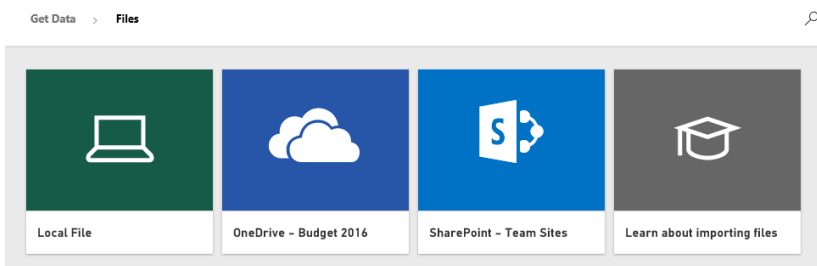 Get Data > Files
S
Local File
OneDrive – Budget 2016
SharePoint – Team Sites
Learn about importing files